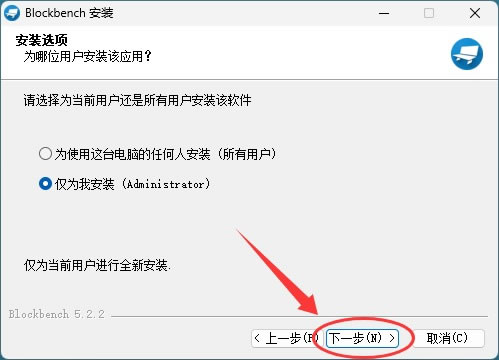 Blockbench 安装
安装选项
为哪位用户安装该应用？
请选择为当前用户还是所有用户安装该软件
为使用这台电脑的任何人安装 (所有用户)
仅为我安装 (Administrator)
仅为当前用户进行全新安装.
Blockbench 5.2.2
< 上一步(P) 下一步(N) > 取消(C)